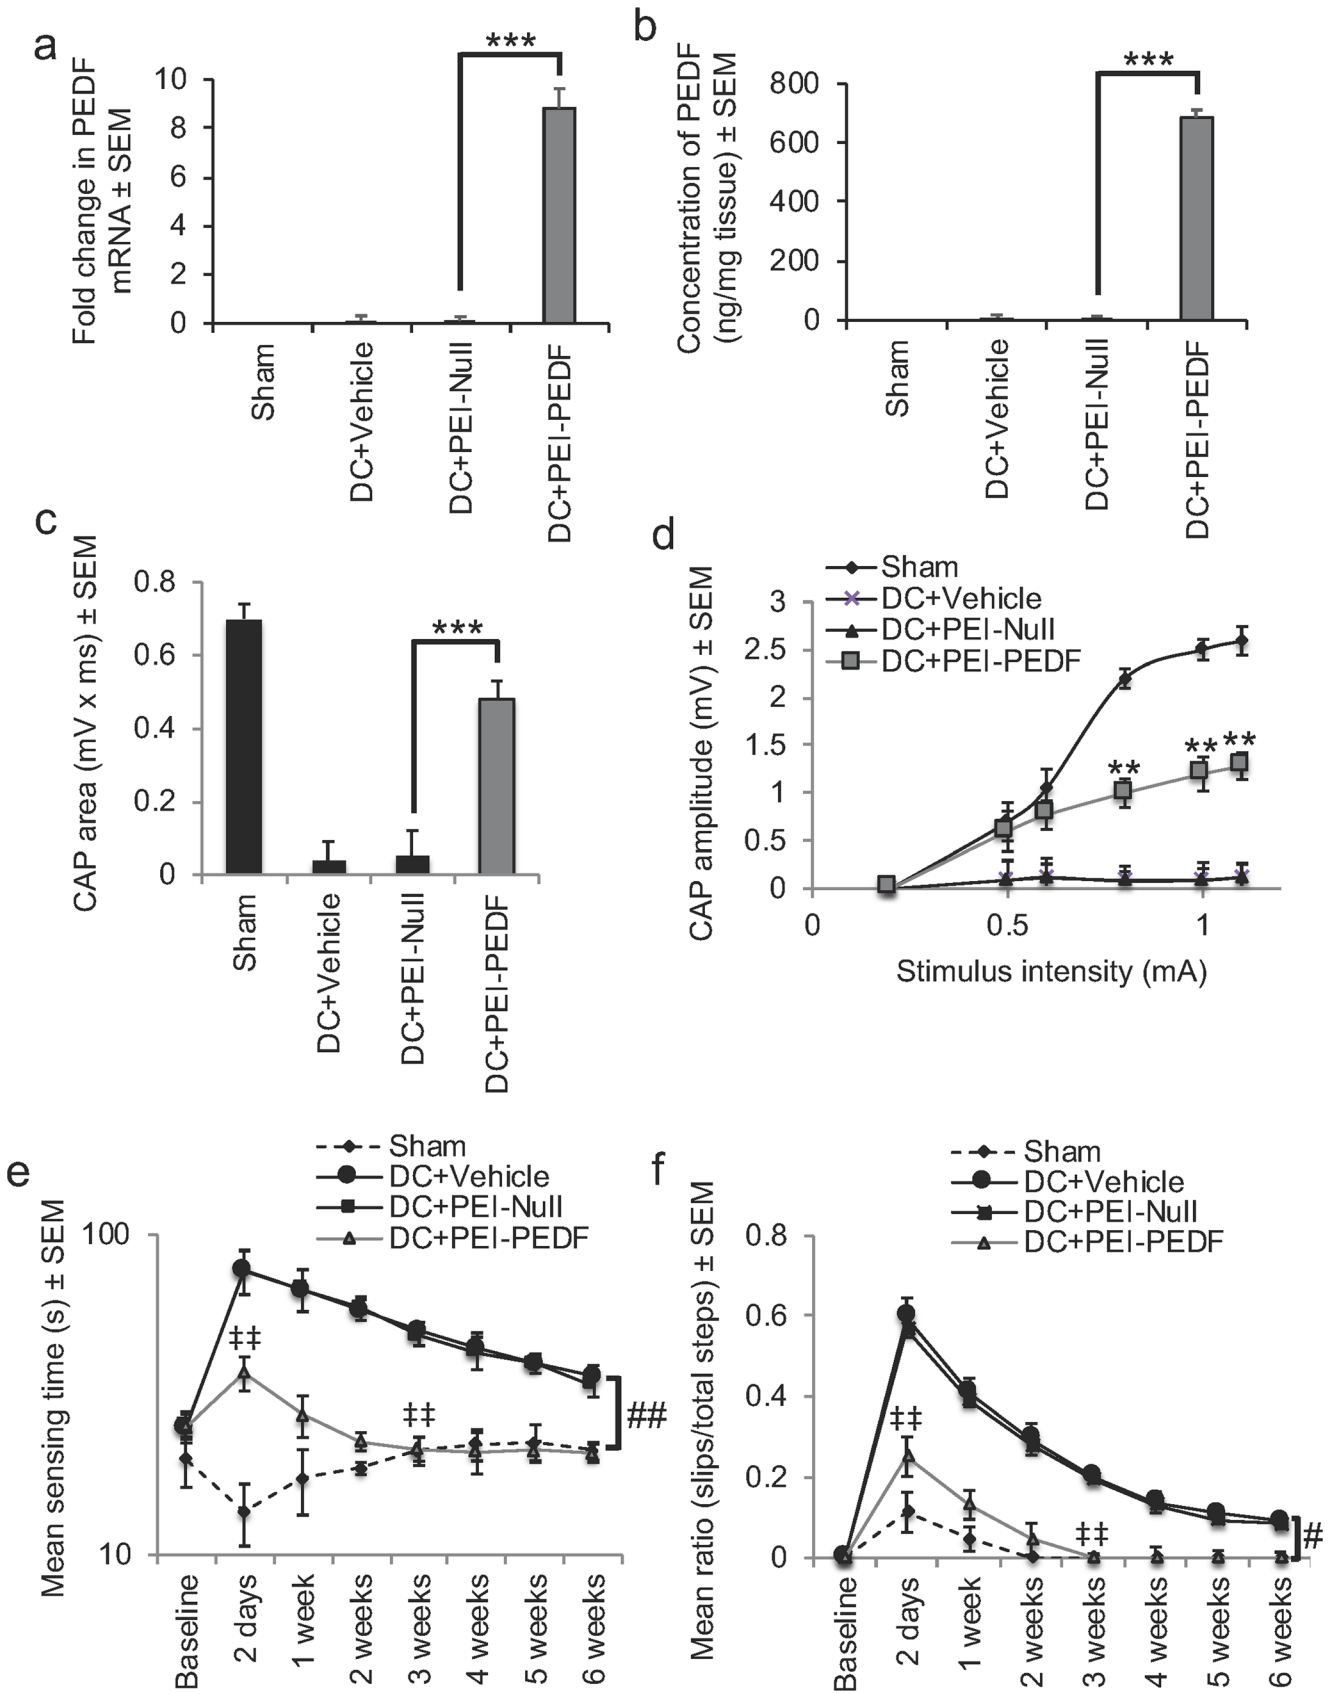 a
Fold change in PEDF
mRNA ± SEM
10
8
6
4
2
0
***
Sham
DC+Vehicle
DC+PEI-Null
DC+PEI-PEDF
b
Concentration of PEDF
(ng/mg tissue) ± SEM
800
600
400
200
0
***
Sham
DC+Vehicle
DC+PEI-Null
DC+PEI-PEDF
c
CAP area (mV x ms) ± SEM
0.8
0.6
0.4
0.2
0
***
Sham
DC+Vehicle
DC+PEI-Null
DC+PEI-PEDF
d
Sham
DC+Vehicle
DC+PEI-Null
DC+PEI-PEDF
CAP amplitude (mV) ± SEM
3
2.5
2
1.5
1
0.5
0
** ** **
0 0.5 1
Stimulus intensity (mA)
e
Sham
DC+Vehicle
DC+PEI-Null
DC+PEI-PEDF
Mean sensing time (s) ± SEM
100
10
‡‡
‡‡
##
Baseline
2 days
1 week
2 weeks
3 weeks
4 weeks
5 weeks
6 weeks
f
Sham
DC+Vehicle
DC+PEI-Null
DC+PEI-PEDF
Mean ratio (slips/total steps) ± SEM
0.8
0.6
0.4
0.2
0
‡‡
‡‡
#
Baseline
2 days
1 week
2 weeks
3 weeks
4 weeks
5 weeks
6 weeks